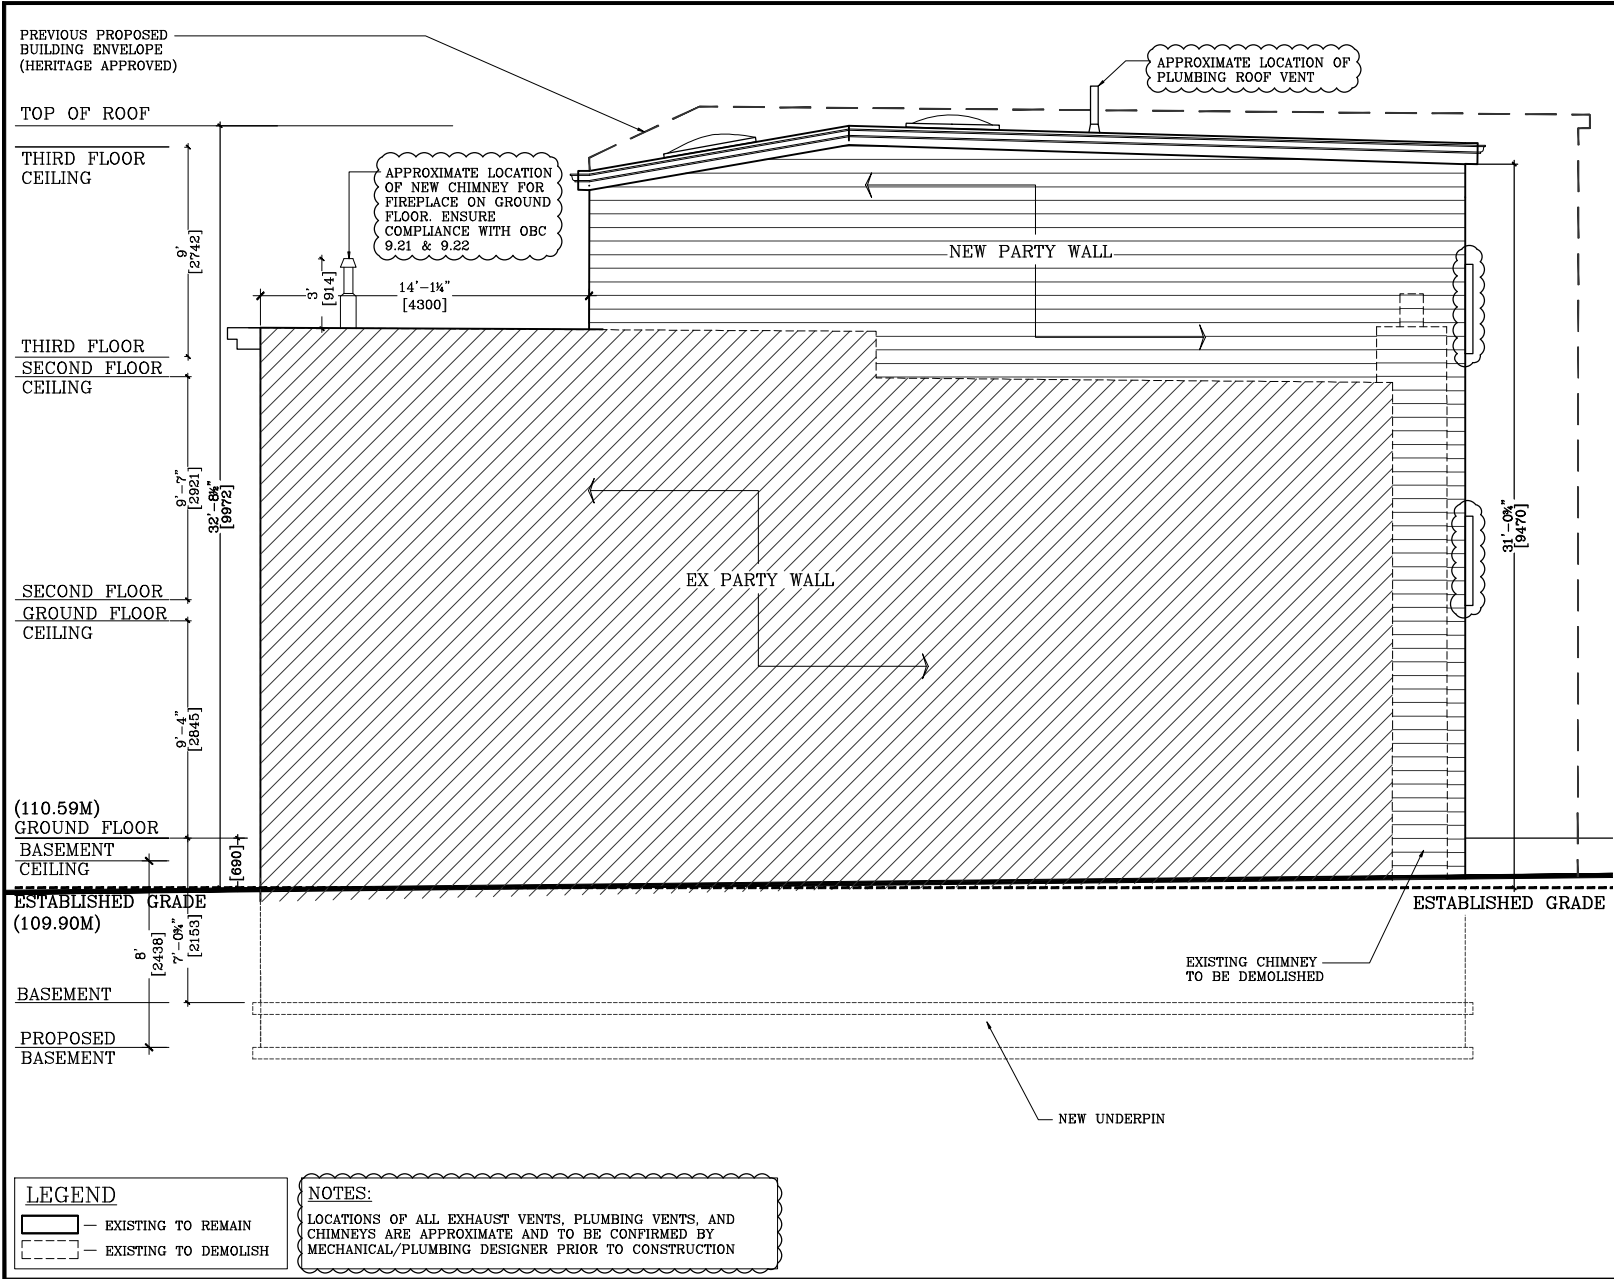 PREVIOUS PROPOSED
BUILDING ENVELOPE
(HERITAGE APPROVED)
APPROXIMATE LOCATION OF
PLUMBING ROOF VENT
TOP OF ROOF
THIRD FLOOR
CEILING
APPROXIMATE LOCATION
OF NEW CHIMNEY FOR
FIREPLACE ON GROUND
FLOOR. ENSURE
COMPLIANCE WITH OBC
9.21 & 9.22
9'
[2742]
NEW PARTY WALL
3'
[914]
14'-1¼"
[4300]
THIRD FLOOR
SECOND FLOOR
CEILING
9'-7"
[2921]
32'-8½"
[9972]
31'-0¾"
[9470]
EX PARTY WALL
SECOND FLOOR
GROUND FLOOR
CEILING
9'-4"
[2845]
(110.59M)
GROUND FLOOR
BASEMENT
CEILING
[690]
ESTABLISHED GRADE
(109.90M)
ESTABLISHED GRADE
8'
[2438]
7'-0¾"
[2153]
EXISTING CHIMNEY
TO BE DEMOLISHED
BASEMENT
PROPOSED
BASEMENT
NEW UNDERPIN
LEGEND
— EXISTING TO REMAIN
— EXISTING TO DEMOLISH
NOTES:
LOCATIONS OF ALL EXHAUST VENTS, PLUMBING VENTS, AND
CHIMNEYS ARE APPROXIMATE AND TO BE CONFIRMED BY
MECHANICAL/PLUMBING DESIGNER PRIOR TO CONSTRUCTION